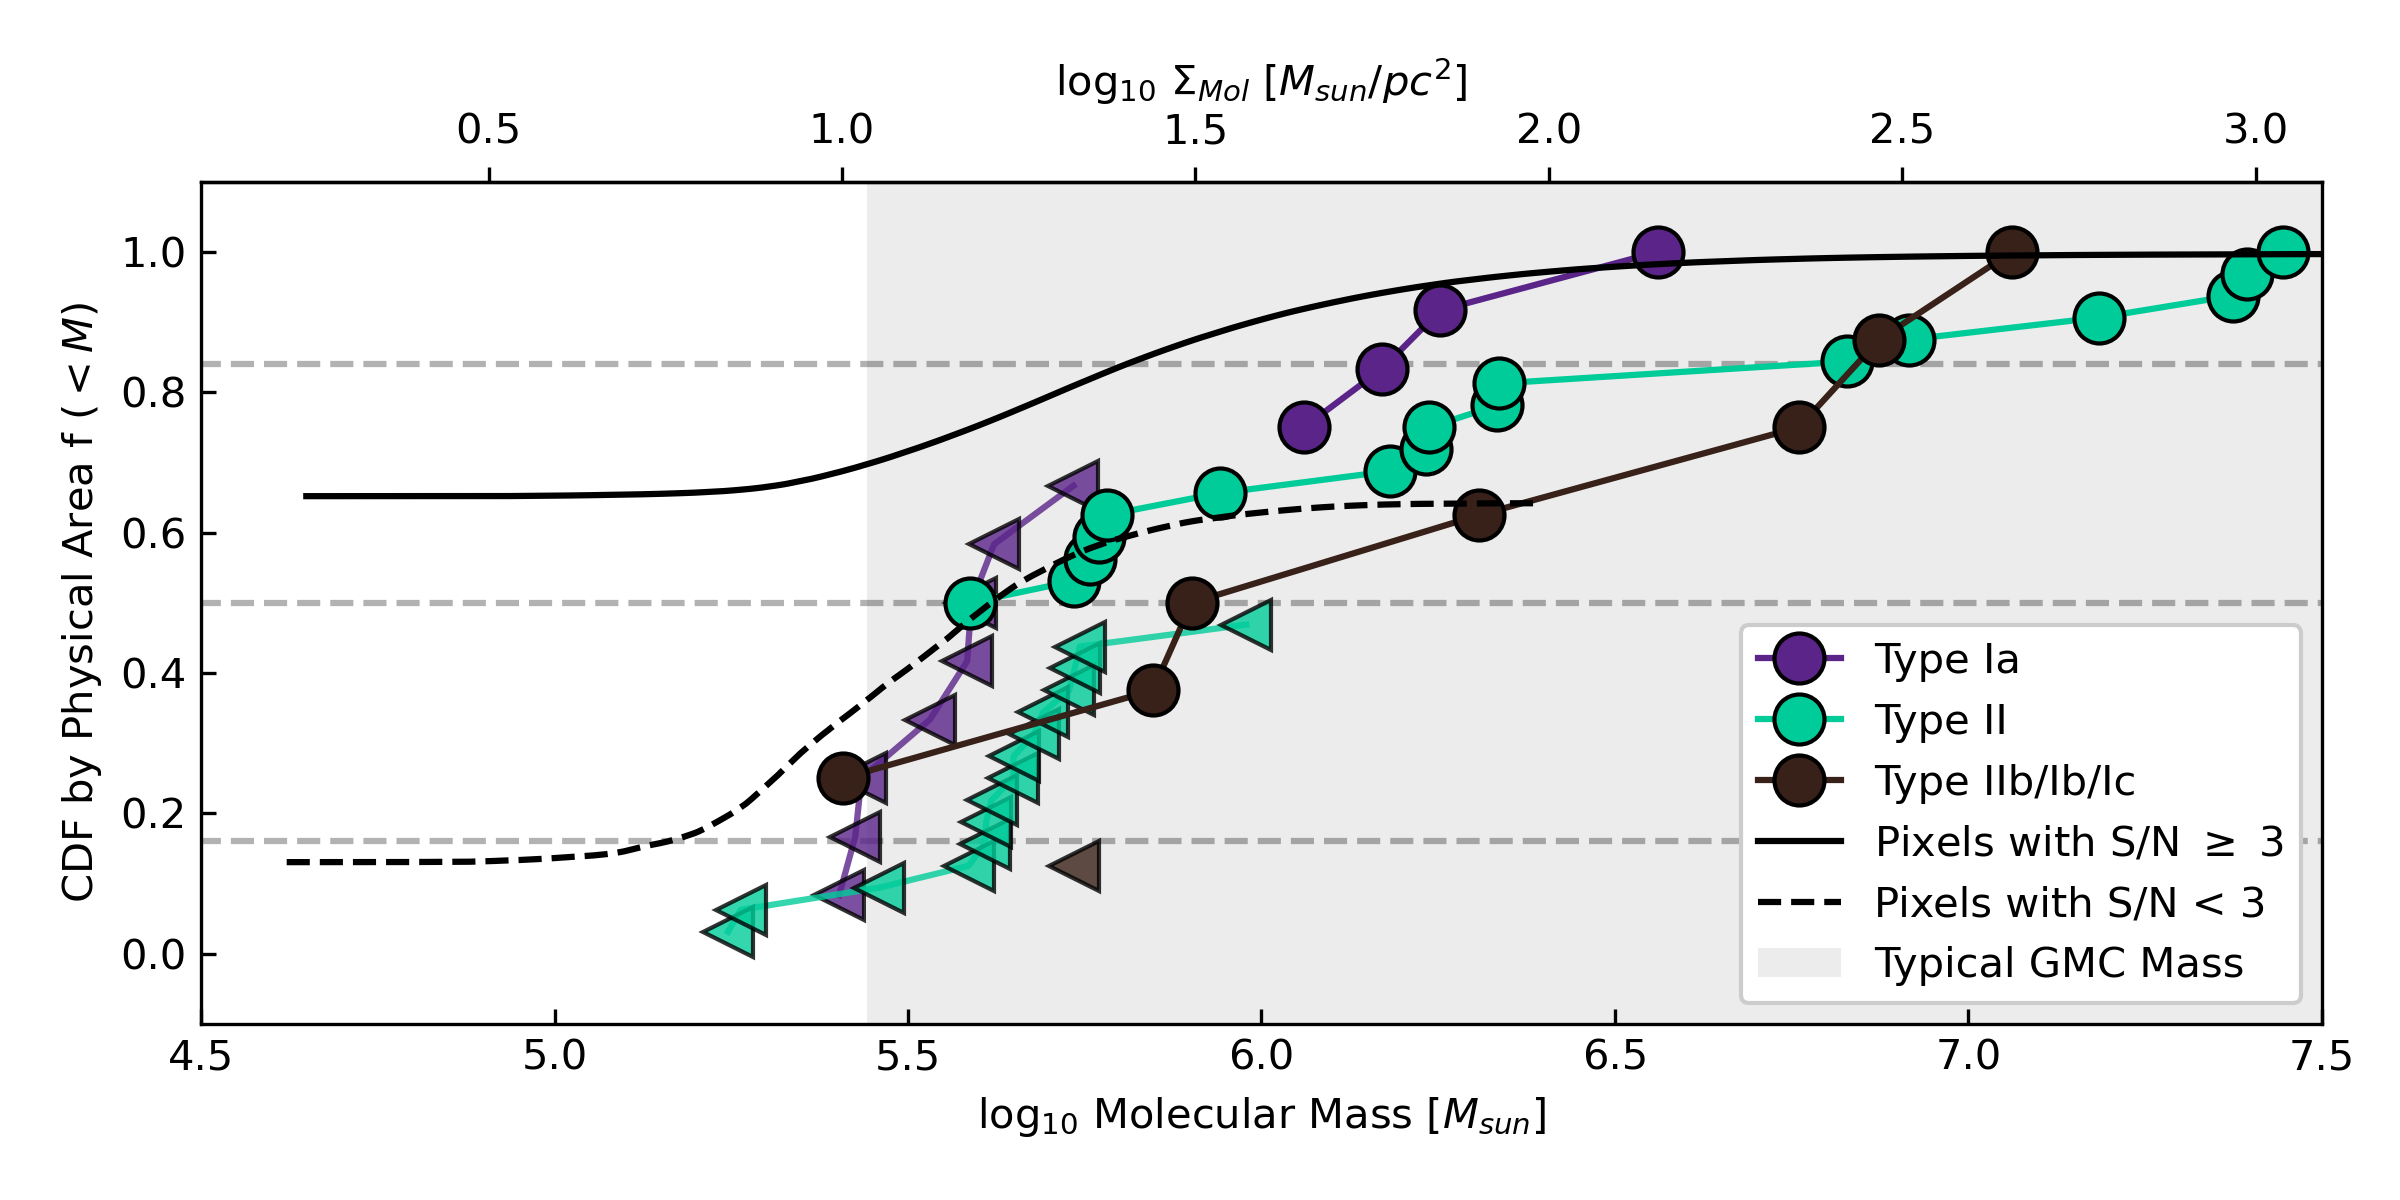 log₁₀ Σ_Mol [M_sun/pc²]
0.5 1.0 1.5 2.0 2.5 3.0
CDF by Physical Area f ( < M)
1.0
0.8
0.6
0.4
0.2
0.0
Type Ia
Type II
Type IIb/Ib/Ic
Pixels with S/N ≥ 3
Pixels with S/N < 3
Typical GMC Mass
4.5 5.0 5.5 6.0 6.5 7.0 7.5
log₁₀ Molecular Mass [M_sun]